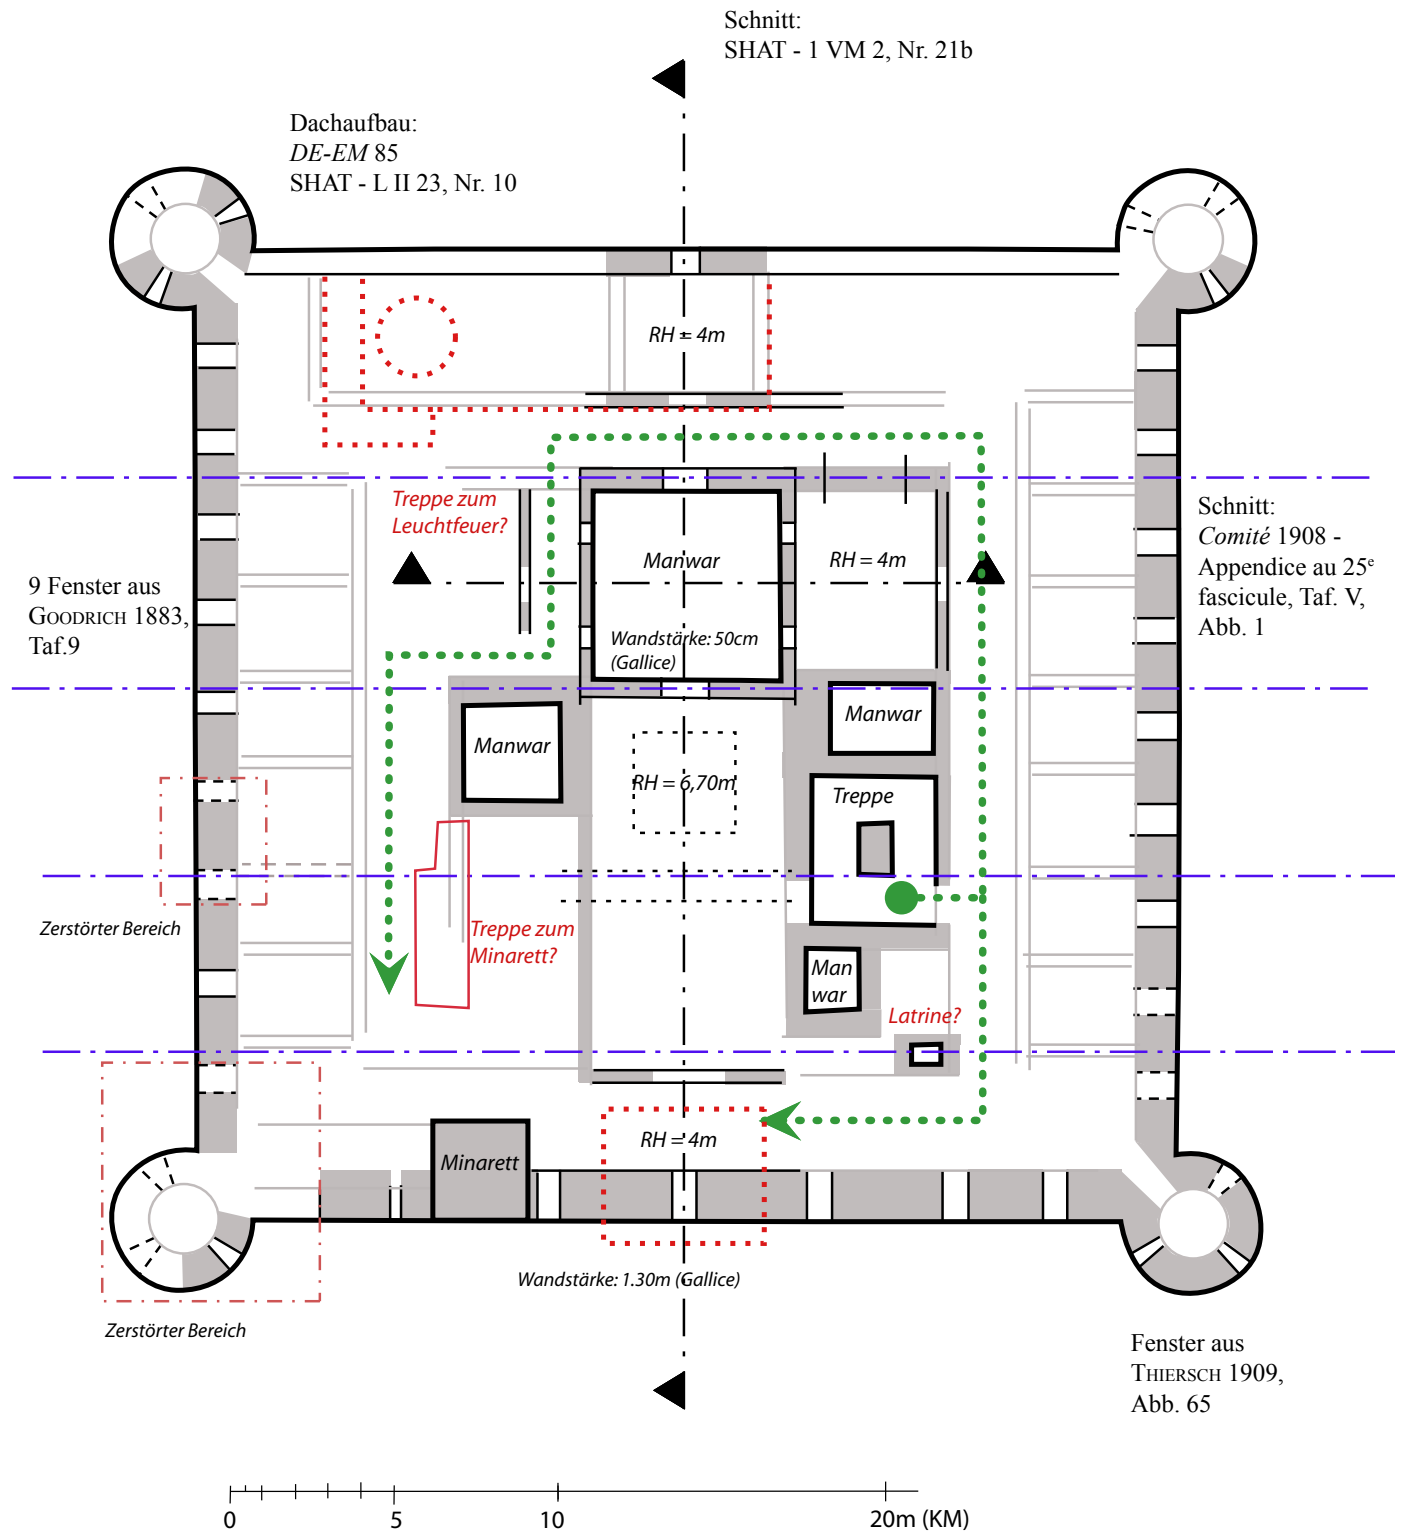 Schnitt:
SHAT - 1 VM 2, Nr. 21b
Dachaufbau:
DE-EM 85
SHAT - L II 23, Nr. 10
RH = 4m
Treppe zum
Leuchtfeuer?
Manwar
RH = 4m
Wandstärke: 50cm
(Gallice)
Schnitt:
Comité 1908 -
Appendice au 25e
fascicule, Taf. V,
Abb. 1
9 Fenster aus
GOODRICH 1883,
Taf.9
Manwar
Manwar
RH = 6,70m
Treppe
Zerstörter Bereich
Treppe zum
Minarett?
Man
war
Latrine?
RH = 4m
Minarett
Wandstärke: 1.30m (Gallice)
Zerstörter Bereich
Fenster aus
THIERSCH 1909,
Abb. 65
0 5 10 20m (KM)